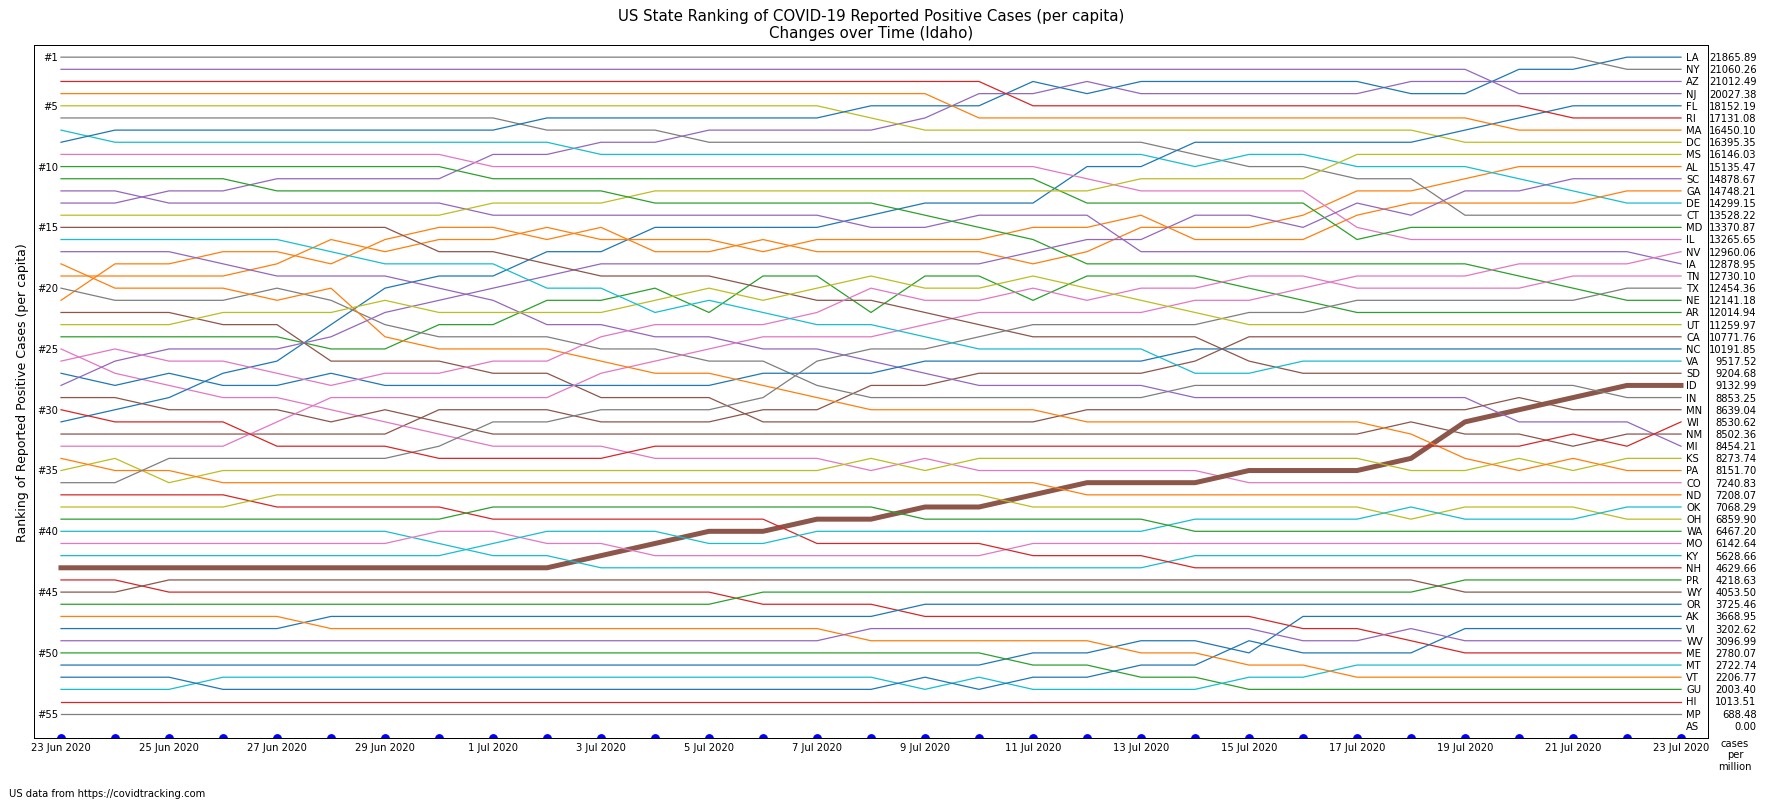 US State Ranking of COVID-19 Reported Positive Cases (per capita)
Changes over Time (Idaho)
Ranking of Reported Positive Cases (per capita)
#1
#5
#10
#15
#20
#25
#30
#35
#40
#45
#50
#55
LA 21865.89
NY 21060.26
AZ 21012.49
NJ 20027.38
FL 18152.19
RI 17131.08
MA 16450.10
DC 16395.35
MS 16146.03
AL 15135.47
SC 14878.67
GA 14748.21
DE 14299.15
CT 13528.22
MD 13370.87
IL 13265.65
NV 12960.06
IA 12878.95
TN 12730.10
TX 12454.36
NE 12141.18
AR 12014.94
UT 11259.97
CA 10771.76
NC 10191.85
VA 9517.52
SD 9204.68
ID 9132.99
IN 8853.25
MN 8639.04
WI 8530.62
NM 8502.36
MI 8454.21
KS 8273.74
PA 8151.70
CO 7240.83
ND 7208.07
OK 7068.29
OH 6859.90
WA 6467.20
MO 6142.64
KY 5628.66
NH 4629.66
PR 4218.63
WY 4053.50
OR 3725.46
AK 3668.95
VI 3202.62
WV 3096.99
ME 2780.07
MT 2722.74
VT 2206.77
GU 2003.40
HI 1013.51
MP 688.48
AS 0.00
23 Jun 2020 25 Jun 2020 27 Jun 2020 29 Jun 2020 1 Jul 2020 3 Jul 2020 5 Jul 2020 7 Jul 2020 9 Jul 2020 11 Jul 2020 13 Jul 2020 15 Jul 2020 17 Jul 2020 19 Jul 2020 21 Jul 2020 23 Jul 2020
cases
per
million
US data from https://covidtracking.com